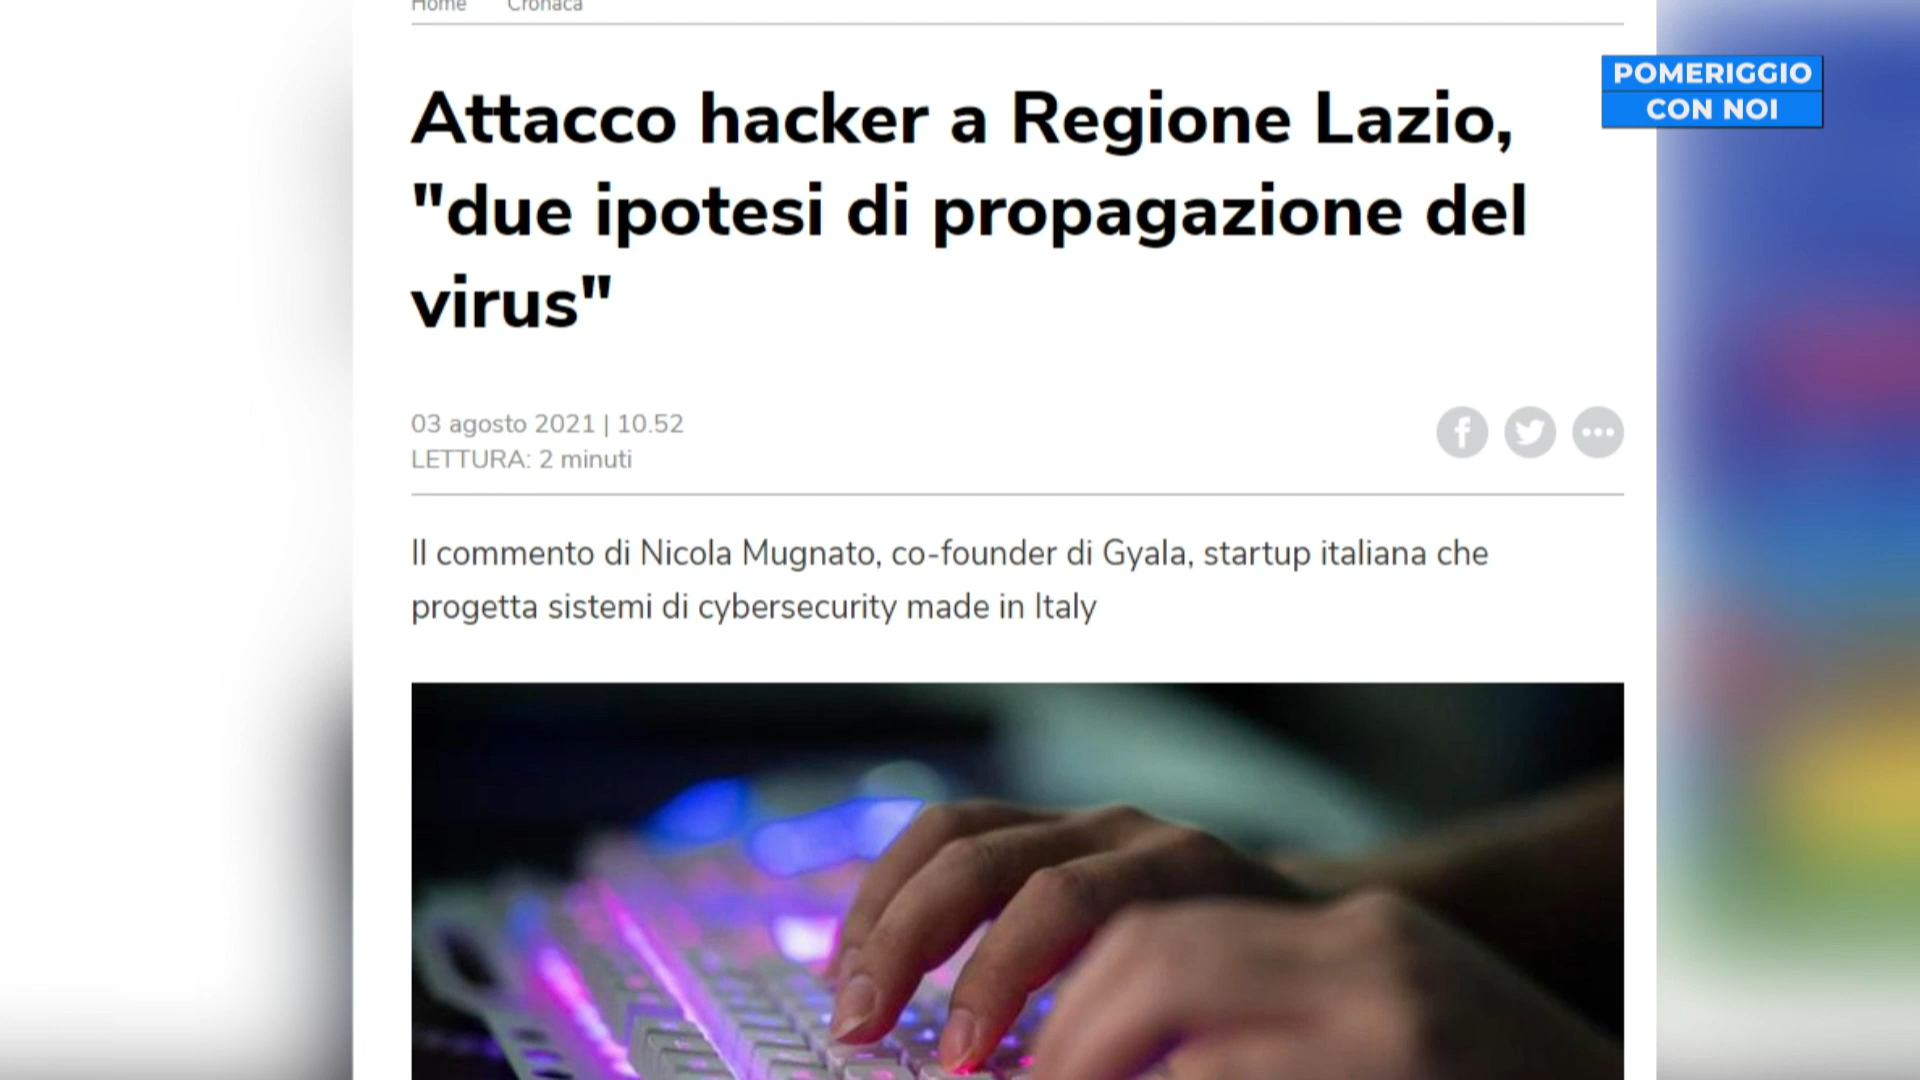 Home Cronaca
POMERIGGIO
CON NOI
Attacco hacker a Regione Lazio,
"due ipotesi di propagazione del
virus"
03 agosto 2021 | 10.52
LETTURA: 2 minuti
Il commento di Nicola Mugnato, co-founder di Gyala, startup italiana che
progetta sistemi di cybersecurity made in Italy